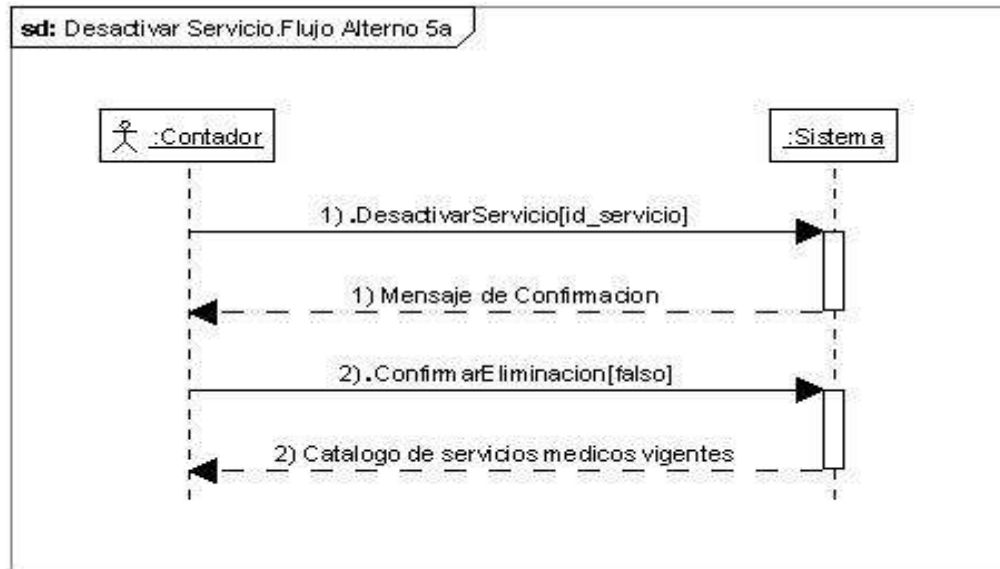 sd: Desactivar Servicio.Flujo Alterno 5a
:Contador
:Sistema
1) .DesactivarServicio[id_servicio]
1) Mensaje de Confirmacion
2).ConfirmarEliminacion[falso]
2) Catalogo de servicios medicos vigentes